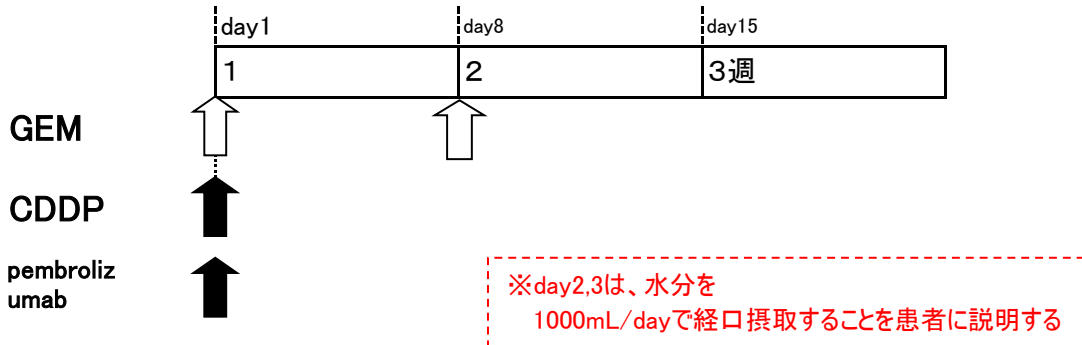 day1
day8
day15
1
2
3週
GEM
CDDP
pembroliz
umab
※day2,3は、水分を
1000mL/dayで経口摂取することを患者に説明する